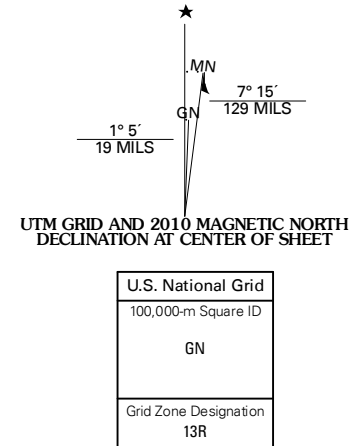 ★
MN
7° 15´
129 MILS
GN
1° 5´
19 MILS
UTM GRID AND 2010 MAGNETIC NORTH
DECLINATION AT CENTER OF SHEET
U.S. National Grid
100,000-m Square ID
GN
Grid Zone Designation
13R